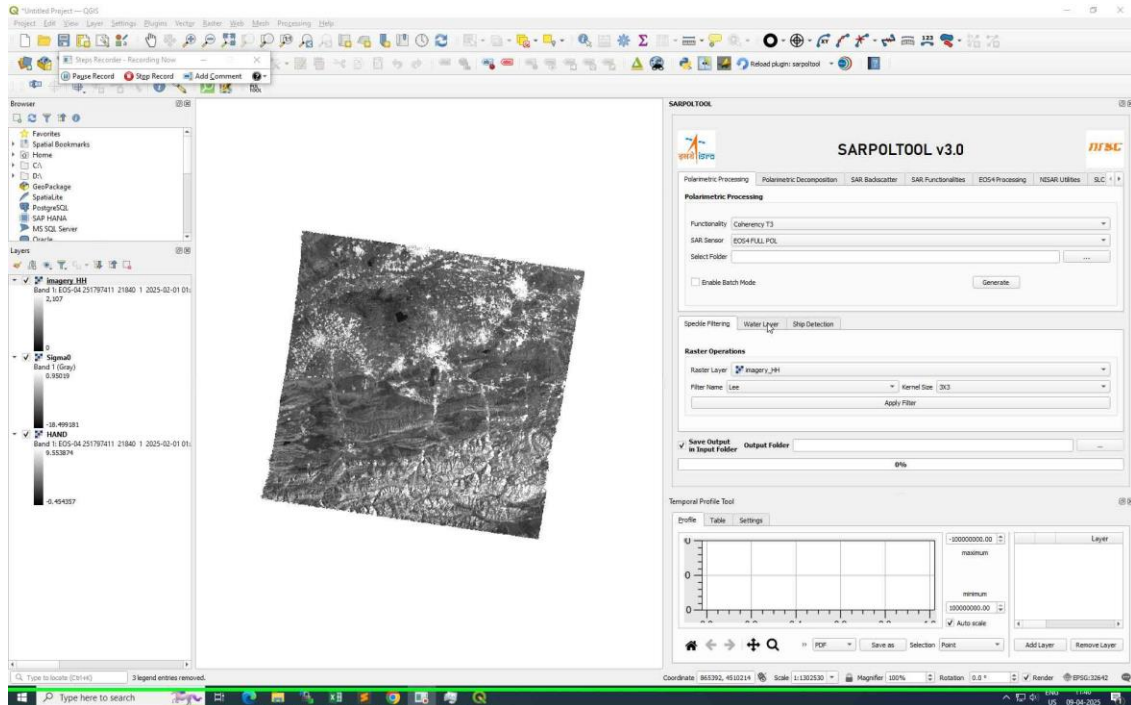 *Untitled Project — QGIS
Project Edit View Layer Settings Plugins Vector Raster Web Mesh Processing Help
Steps Recorder - Recording Now
Pause Record Stop Record Add Comment
Reload plugin: sarpoltool
Browser
Favorites
Spatial Bookmarks
Home
C:\
D:\
GeoPackage
SpatiaLite
PostgreSQL
SAP HANA
MS SQL Server
Oracle
Layers
imagery_HH
Band 1: EOS-04 251797411 21840 1 2025-02-01 01:
2,107
0
Sigma0
Band 1 (Gray)
0.95019
-18.499181
HAND
Band 1: EOS-04 251797411 21840 1 2025-02-01 01:
9.553874
-0.454357
SARPOLTOOL
isro
SARPOLTOOL v3.0
nrsc
Polarimetric Processing Polarimetric Decomposition SAR Backscatter SAR Functionalities EOS4 Processing NISAR Utilities SLC
Polarimetric Processing
Functionality Coherency T3
SAR Sensor EOS4 FULL POL
Select Folder ...
Enable Batch Mode Generate
Speckle Filtering Water Layer Ship Detection
Raster Operations
Raster Layer imagery_HH
Filter Name Lee Kernel Size 3X3
Apply Filter
Save Output in Input Folder Output Folder ...
0%
Temporal Profile Tool
Profile Table Settings
-100000000.00
maximum
minimum
100000000.00
Auto scale
Layer
PDF Save as Selection Point Add Layer Remove Layer
Type to locate (Ctrl+K) 3 legend entries removed.
Coordinate 865392, 4510214 Scale 1:1302530 Magnifier 100% Rotation 0.0 ° Render EPSG:32642
Type here to search
ENG 11:40
US 09-04-2025